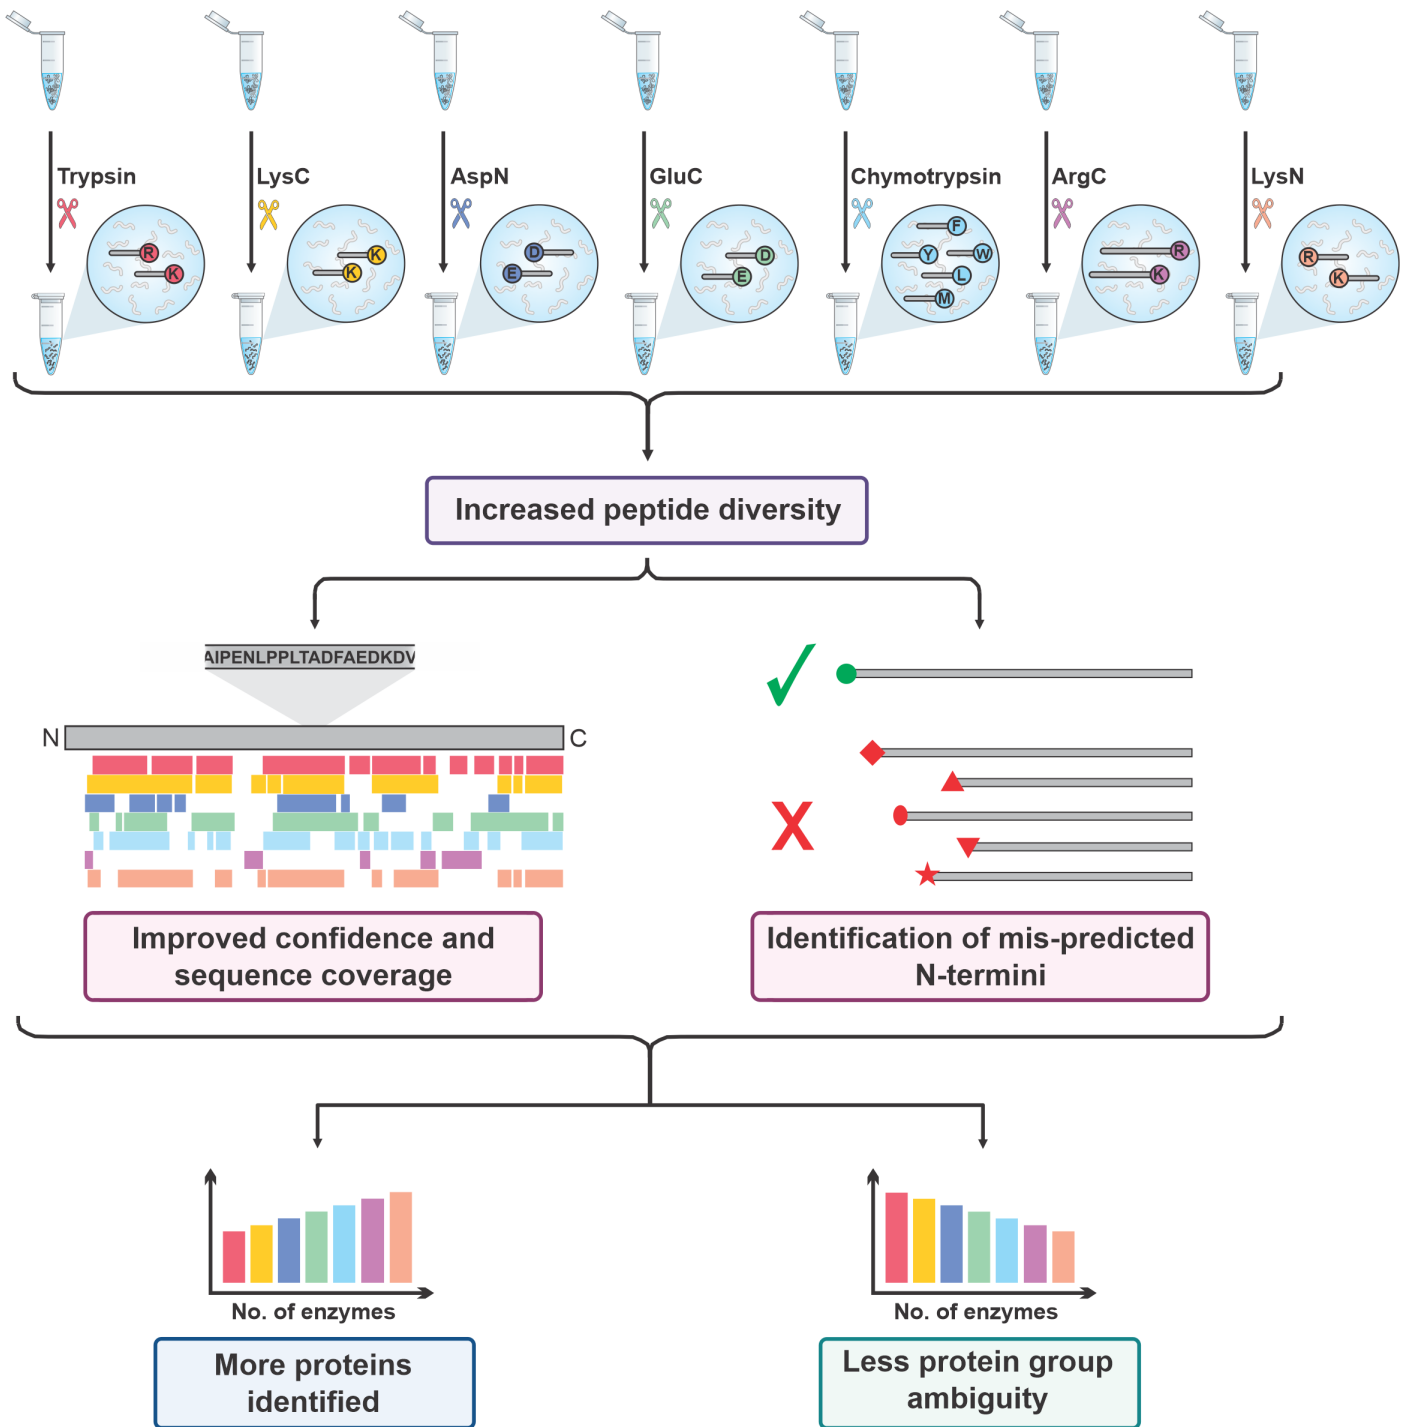 Trypsin
LysC
AspN
GluC
Chymotrypsin
ArgC
LysN
R
K
K
K
D
E
D
E
F
Y
W
L
M
R
K
R
K
Increased peptide diversity
AIPENLPPLTADFAEDKDV
N
C
X
Improved confidence and
sequence coverage
Identification of mis-predicted
N-termini
No. of enzymes
No. of enzymes
More proteins
identified
Less protein group
ambiguity